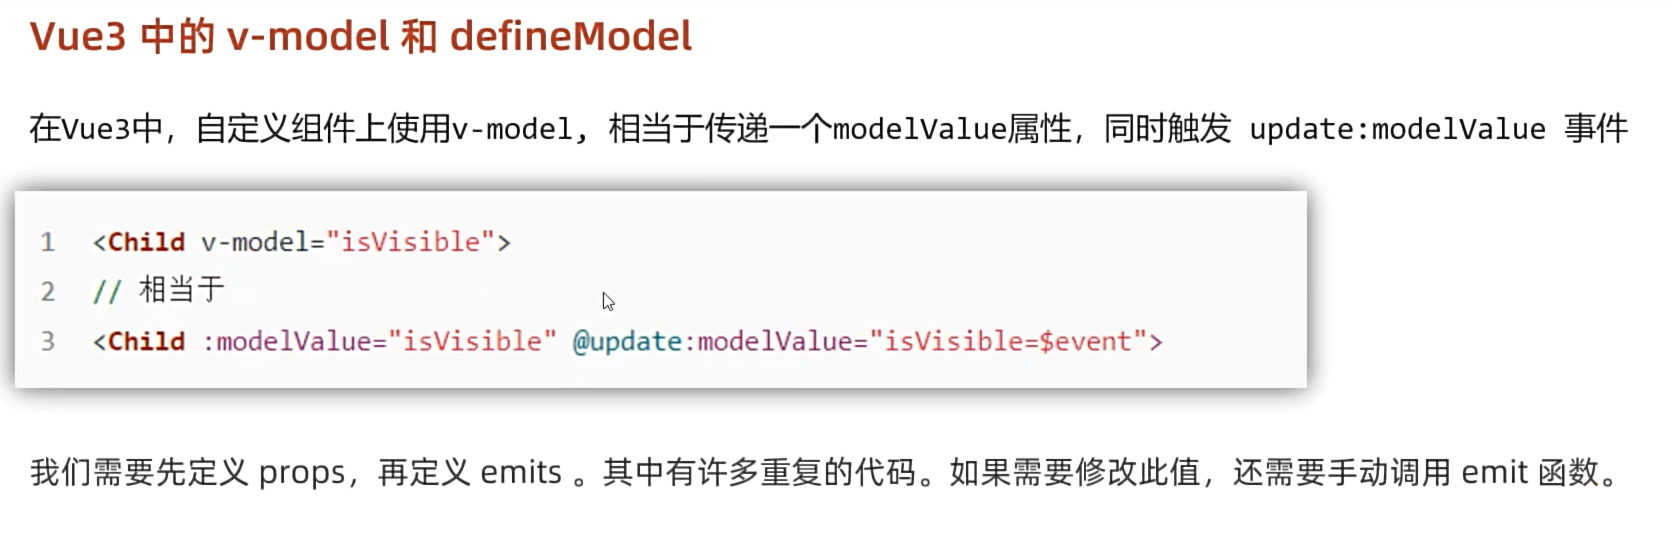 Vue3 中的 v-model 和 defineModel
在Vue3中，自定义组件上使用v-model, 相当于传递一个modelValue属性，同时触发 update:modelValue 事件
1 <Child v-model="isVisible">
2 // 相当于
3 <Child :modelValue="isVisible" @update:modelValue="isVisible=$event">
我们需要先定义 props，再定义 emits 。其中有许多重复的代码。如果需要修改此值，还需要手动调用 emit 函数。